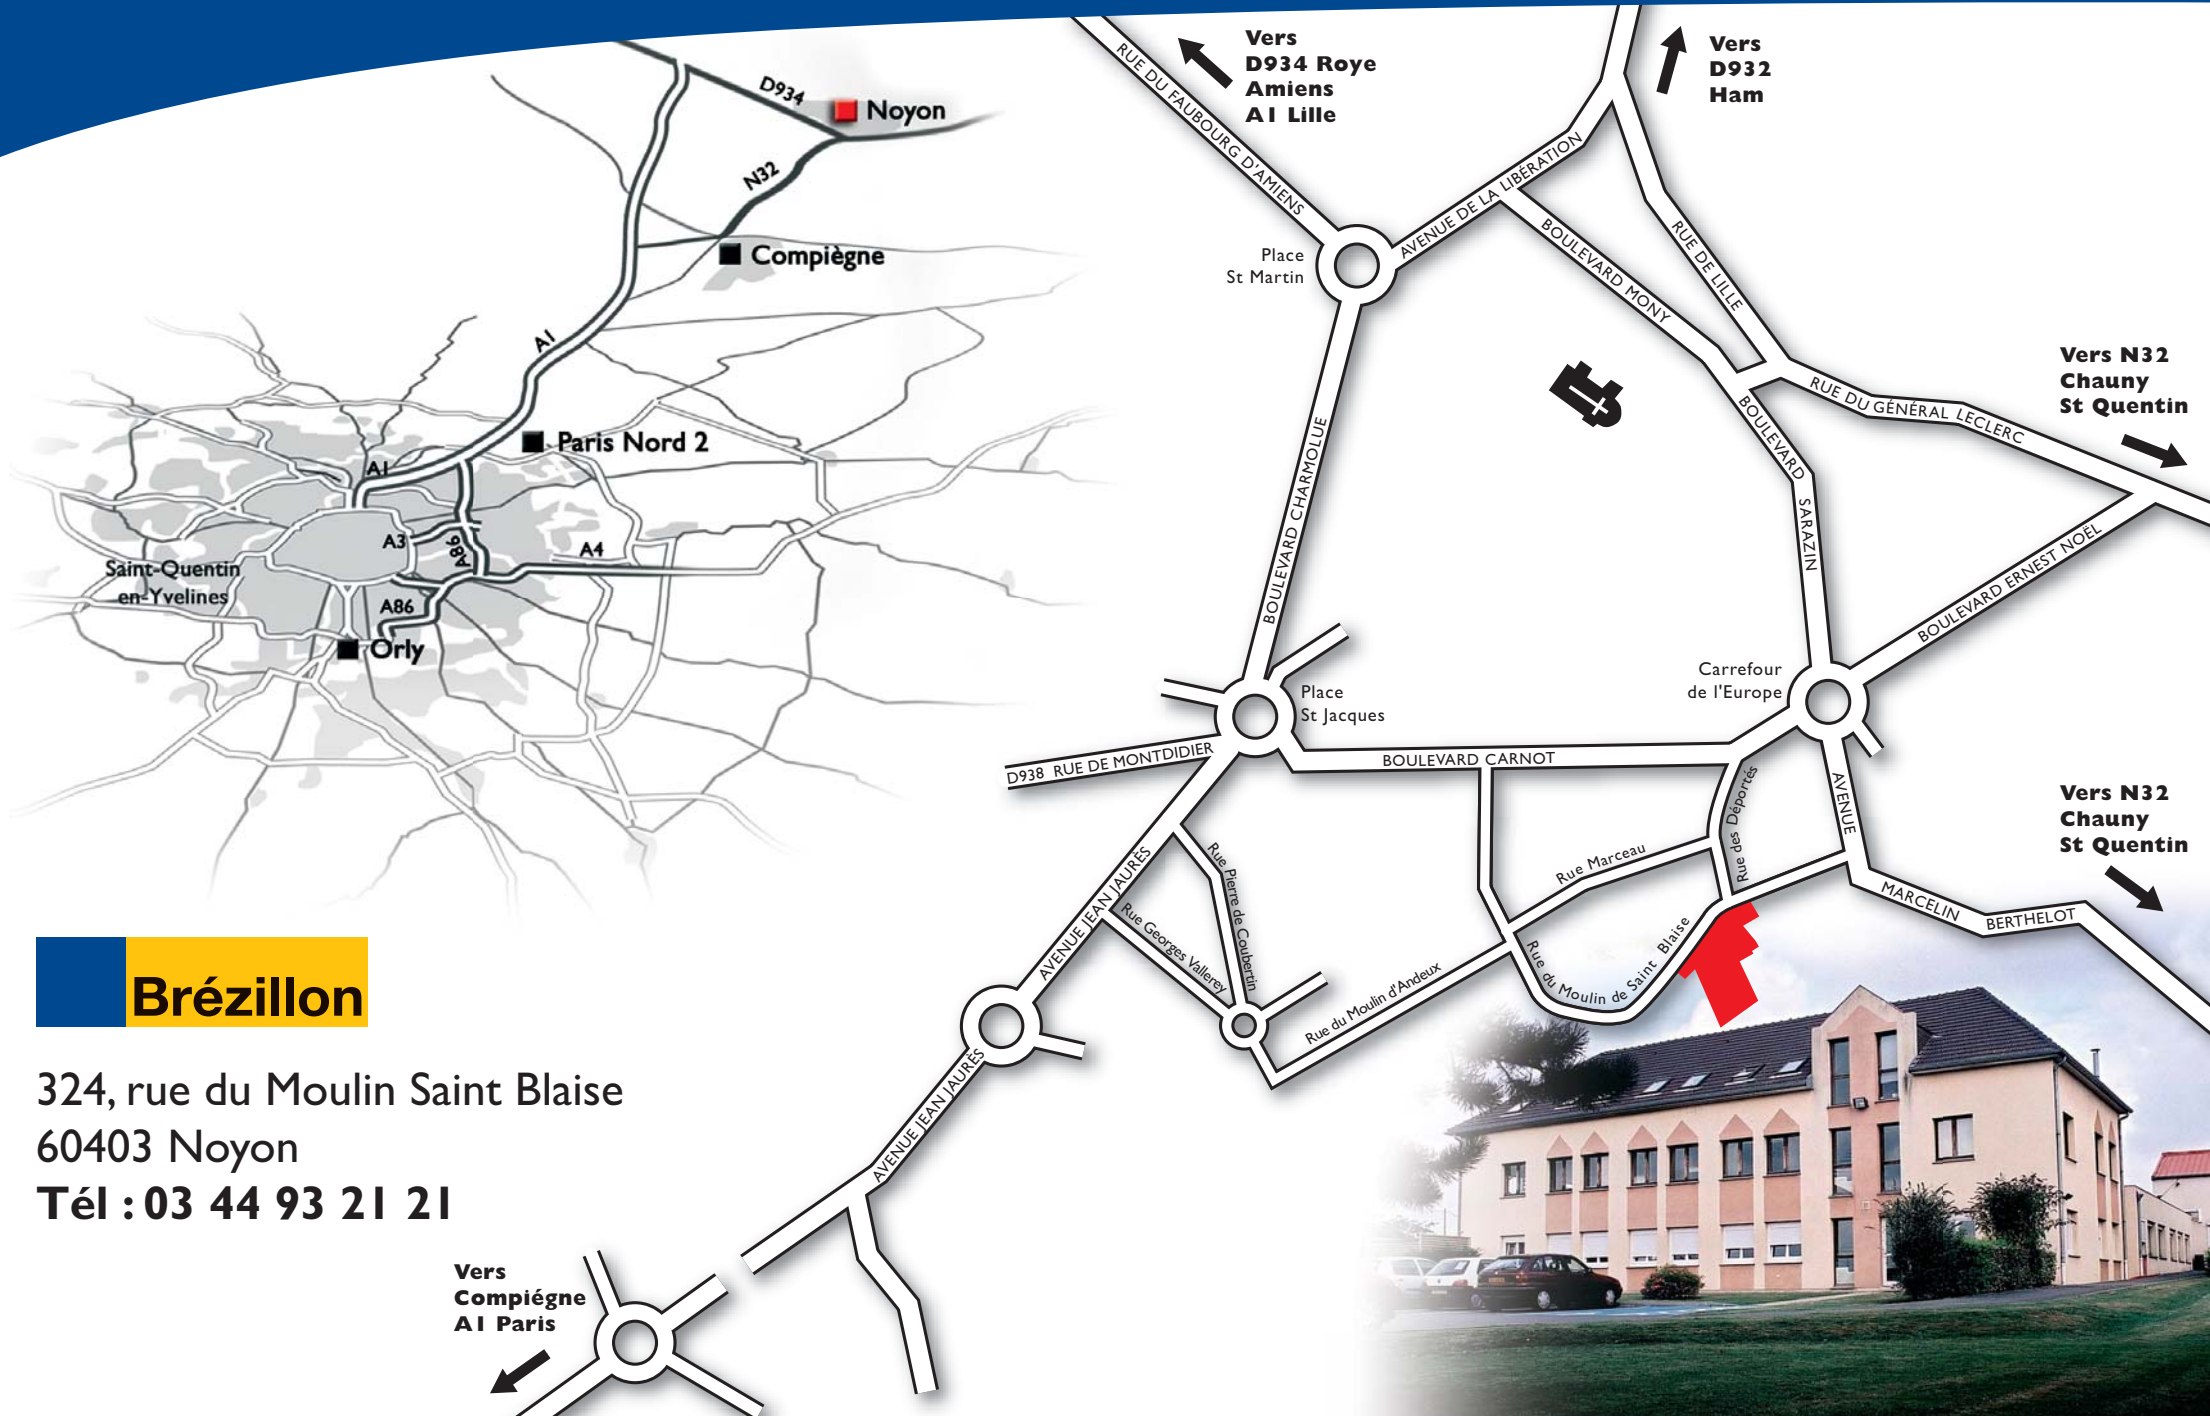 D934
Noyon
N32
Compiègne
A1
Paris Nord 2
A1
A3
A86
A4
Saint-Quentin
en-Yvelines
A86
Orly
Brézillon
324, rue du Moulin Saint Blaise
60403 Noyon
Tél : 03 44 93 21 21
Vers
Compiégne
A1 Paris
Vers
D934 Roye
Amiens
A1 Lille
Vers
D932
Ham
RUE DU FAUBOURG D'AMIENS
AVENUE DE LA LIBÉRATION
Place
St Martin
BOULEVARD MONY
RUE DE LILLE
Vers N32
Chauny
St Quentin
RUE DU GÉNÉRAL LECLERC
BOULEVARD SARAZIN
BOULEVARD CHARMOLUE
BOULEVARD ERNEST NOËL
Carrefour
de l'Europe
Place
St Jacques
D938 RUE DE MONTDIDIER
BOULEVARD CARNOT
Rue des Déportés
AVENUE MARCELIN BERTHELOT
Vers N32
Chauny
St Quentin
Rue Marceau
Rue Pierre de Coubertin
AVENUE JEAN JAURÈS
Rue Georges Vallerey
Rue du Moulin d'Andeux
Rue du Moulin de Saint Blaise
AVENUE JEAN JAURÈS